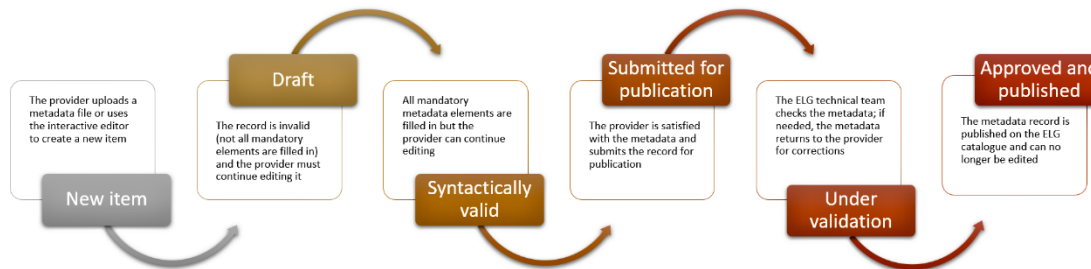 The provider uploads a
metadata file or uses
the interactive editor
to create a new item
New item
Draft
The record is invalid
(not all mandatory
elements are filled in)
and the provider must
continue editing it
All mandatory
metadata elements are
filled in but the
provider can continue
editing
Syntactically
valid
Submitted for
publication
The provider is satisfied
with the metadata and
submits the record for
publication
The ELG technical team
checks the metadata; if
needed, the metadata
returns to the provider
for corrections
Under
validation
Approved and
published
The metadata record is
published on the ELG
catalogue and can no
longer be edited